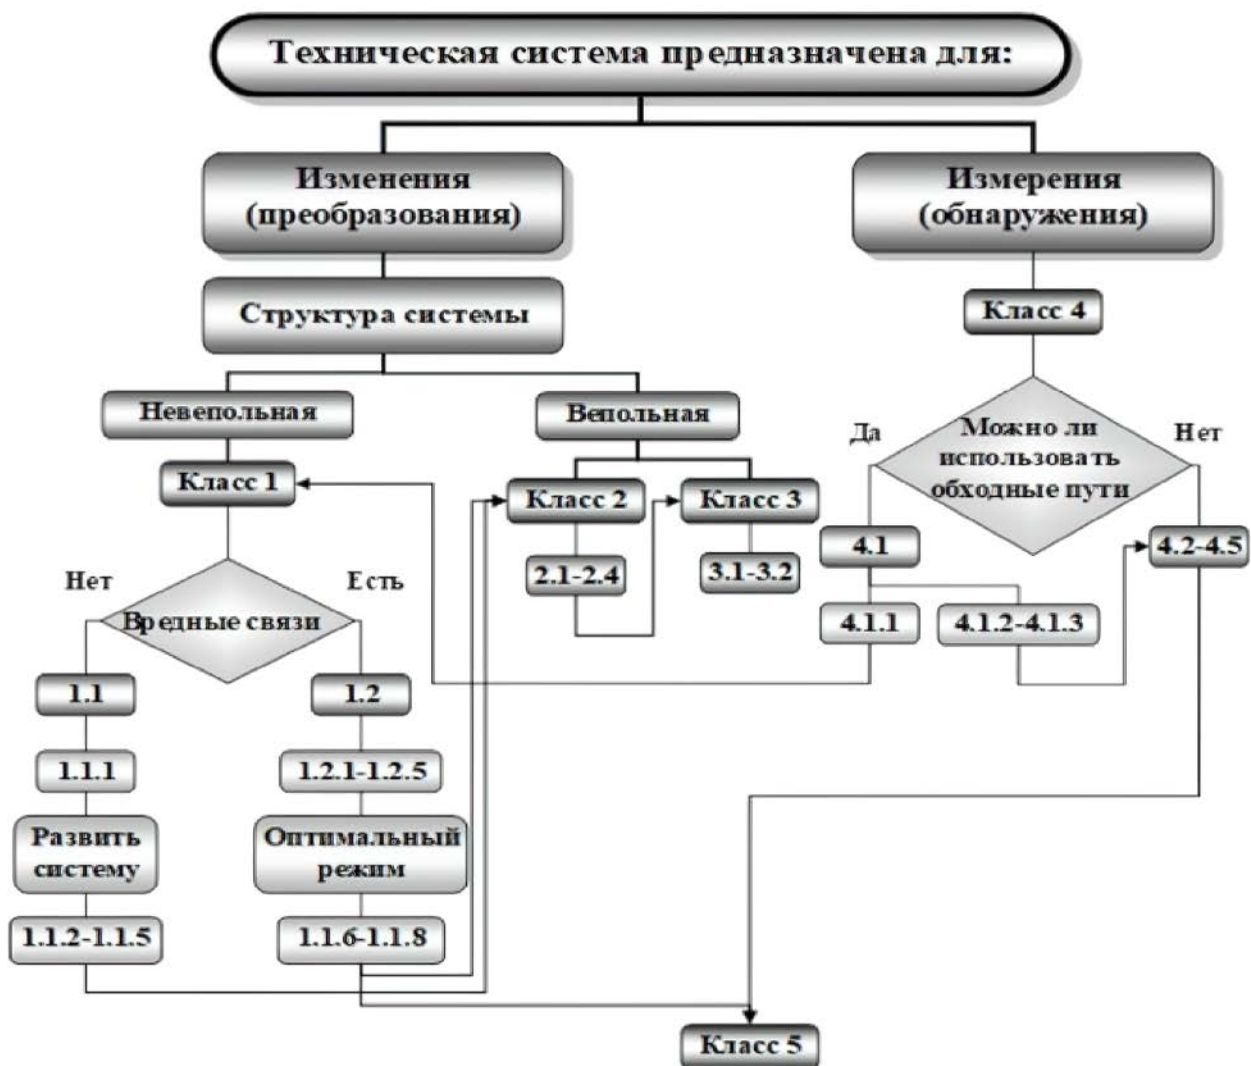 Техническая система предназначена для:
Изменения
(преобразования)
Измерения
(обнаружения)
Структура системы
Класс 4
Невепольная
Вепольная
Да
Можно ли
использовать
обходные пути
Нет
Класс 1
Класс 2
Класс 3
4.1
4.2-4.5
2.1-2.4
3.1-3.2
Нет
Есть
Вредные связи
4.1.1
4.1.2-4.1.3
1.1
1.2
1.1.1
1.2.1-1.2.5
Развить
систему
Оптимальный
режим
1.1.2-1.1.5
1.1.6-1.1.8
Класс 5